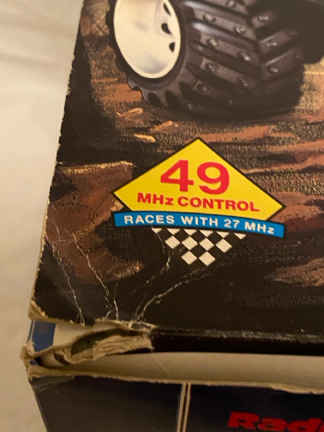 49
MHz CONTROL
RACES WITH 27 MHz